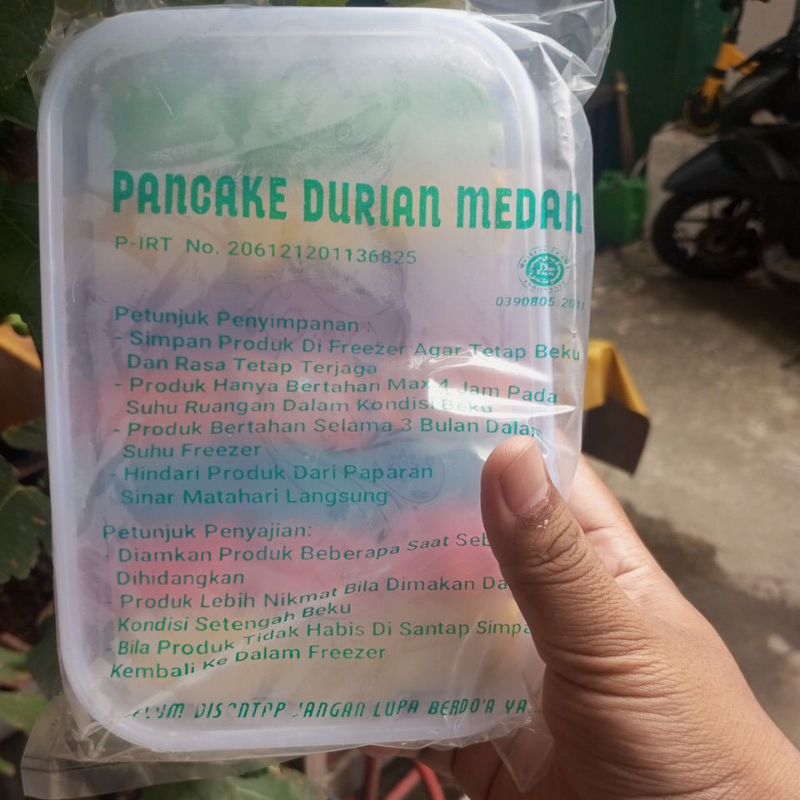 PANCAKE DURIAN MEDAN
P-IRT No. 206121201136825
0390805 201
Petunjuk Penyimpanan :
- Simpan Produk Di Freezer Agar Tetap Beku
Dan Rasa Tetap Terjaga
- Produk Hanya Bertahan Max 4 Jam Pada
Suhu Ruangan Dalam Kondisi Beku
- Produk Bertahan Selama 3 Bulan Dalam
Suhu Freezer
- Hindari Produk Dari Paparan
Sinar Matahari Langsung
Petunjuk Penyajian:
- Diamkan Produk Beberapa Saat Seb
Dihidangkan
- Produk Lebih Nikmat Bila Dimakan Da
Kondisi Setengah Beku
- Bila Produk Tidak Habis Di Santap Simpa
Kembali Ke Dalam Freezer
DISANTAP JANGAN LUPA BERDO'A YA